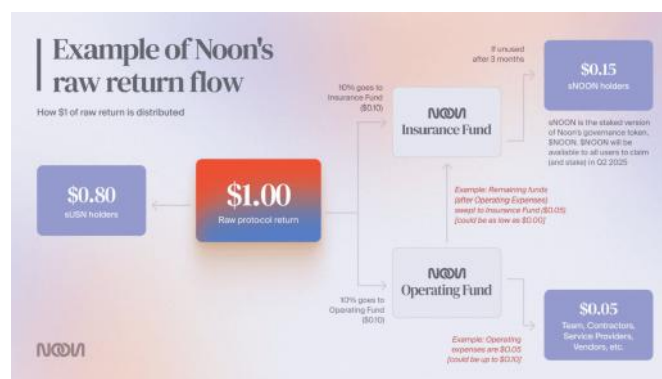 Example of Noon's
raw return flow
How $1 of raw return is distributed
$0.80
sUSN holders
$1.00
Raw protocol return
10% goes to
Insurance Fund
($0.10)
NOON
Insurance Fund
If unused
after 3 months
$0.15
sNOON holders
sNOON is the staked version
of Noon's governance token,
$NOON. $NOON will be
available to all users to claim
(and stake) in Q2 2025
Example: Remaining funds
(after Operating Expenses)
swept to Insurance Fund ($0.05)
[could be as low as $0.00]
10% goes to
Operating Fund
($0.10)
NOON
Operating Fund
Example: Operating
expenses are $0.05
[could be up to $0.10]
$0.05
Team, Contractors,
Service Providers,
Vendors, etc.
NOON